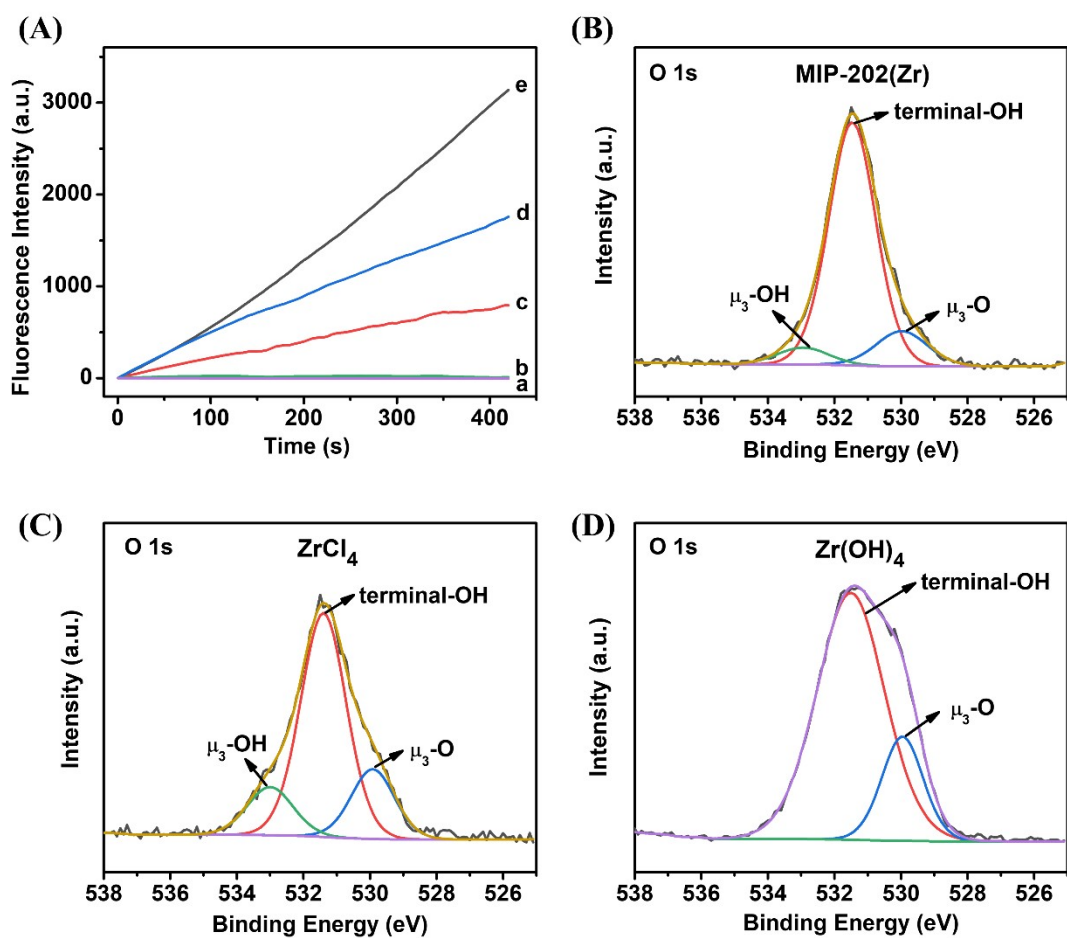 (A)
Fluorescence Intensity (a.u.)
3000
2000
1000
0
0 100 200 300 400
Time (s)
e
d
c
b
a
(B)
O 1s
MIP-202(Zr)
terminal-OH
μ₃-OH
μ₃-O
Intensity (a.u.)
538 536 534 532 530 528 526
Binding Energy (eV)
(C)
O 1s
ZrCl₄
terminal-OH
μ₃-OH
μ₃-O
Intensity (a.u.)
538 536 534 532 530 528 526
Binding Energy (eV)
(D)
O 1s
Zr(OH)₄
terminal-OH
μ₃-O
Intensity (a.u.)
538 536 534 532 530 528 526
Binding Energy (eV)